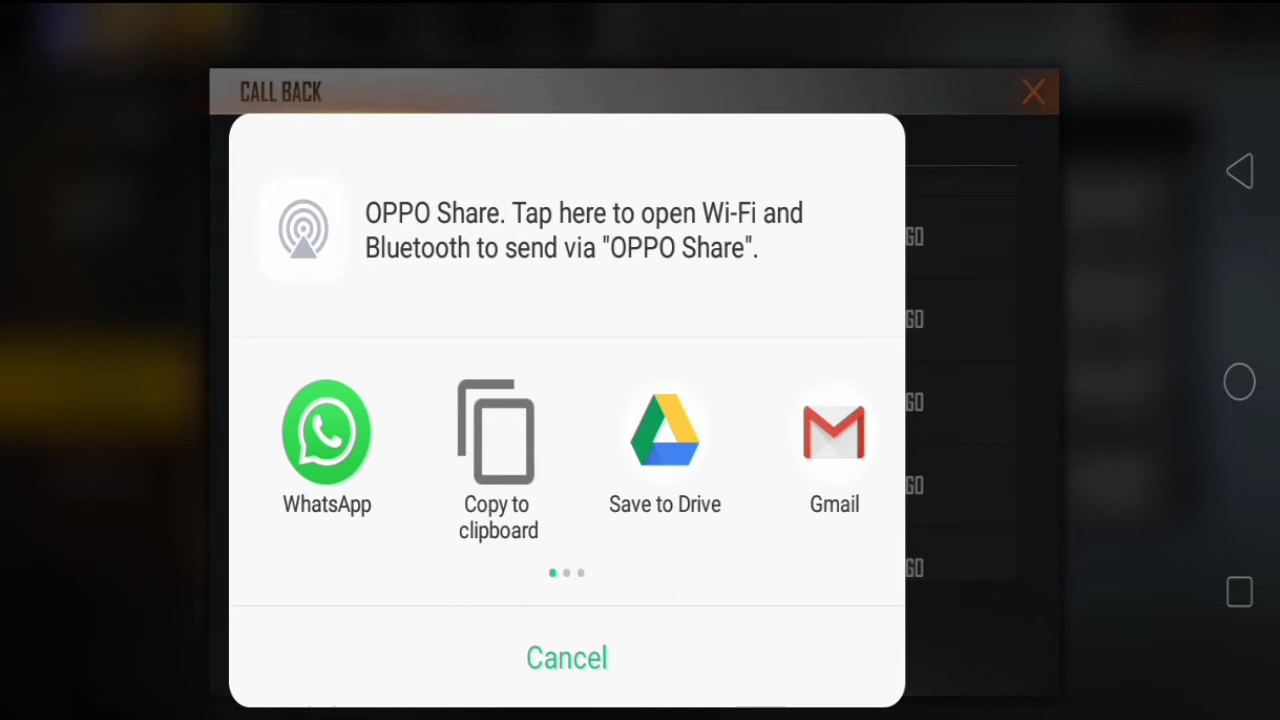 CALL BACK
OPPO Share. Tap here to open Wi-Fi and
Bluetooth to send via "OPPO Share".
WhatsApp
Copy to
clipboard
Save to Drive
Gmail
Cancel